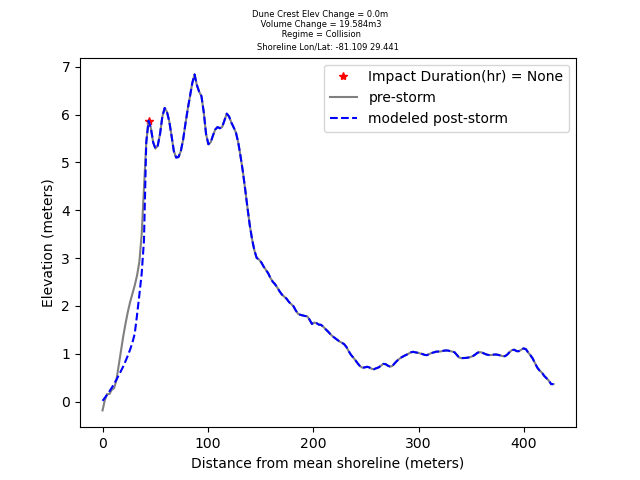 Dune Crest Elev Change = 0.0m
Volume Change = 19.584m3
Regime = Collision
Shoreline Lon/Lat: -81.109 29.441
Impact Duration(hr) = None
pre-storm
modeled post-storm
Elevation (meters)
7
6
5
4
3
2
1
0
0 100 200 300 400
Distance from mean shoreline (meters)